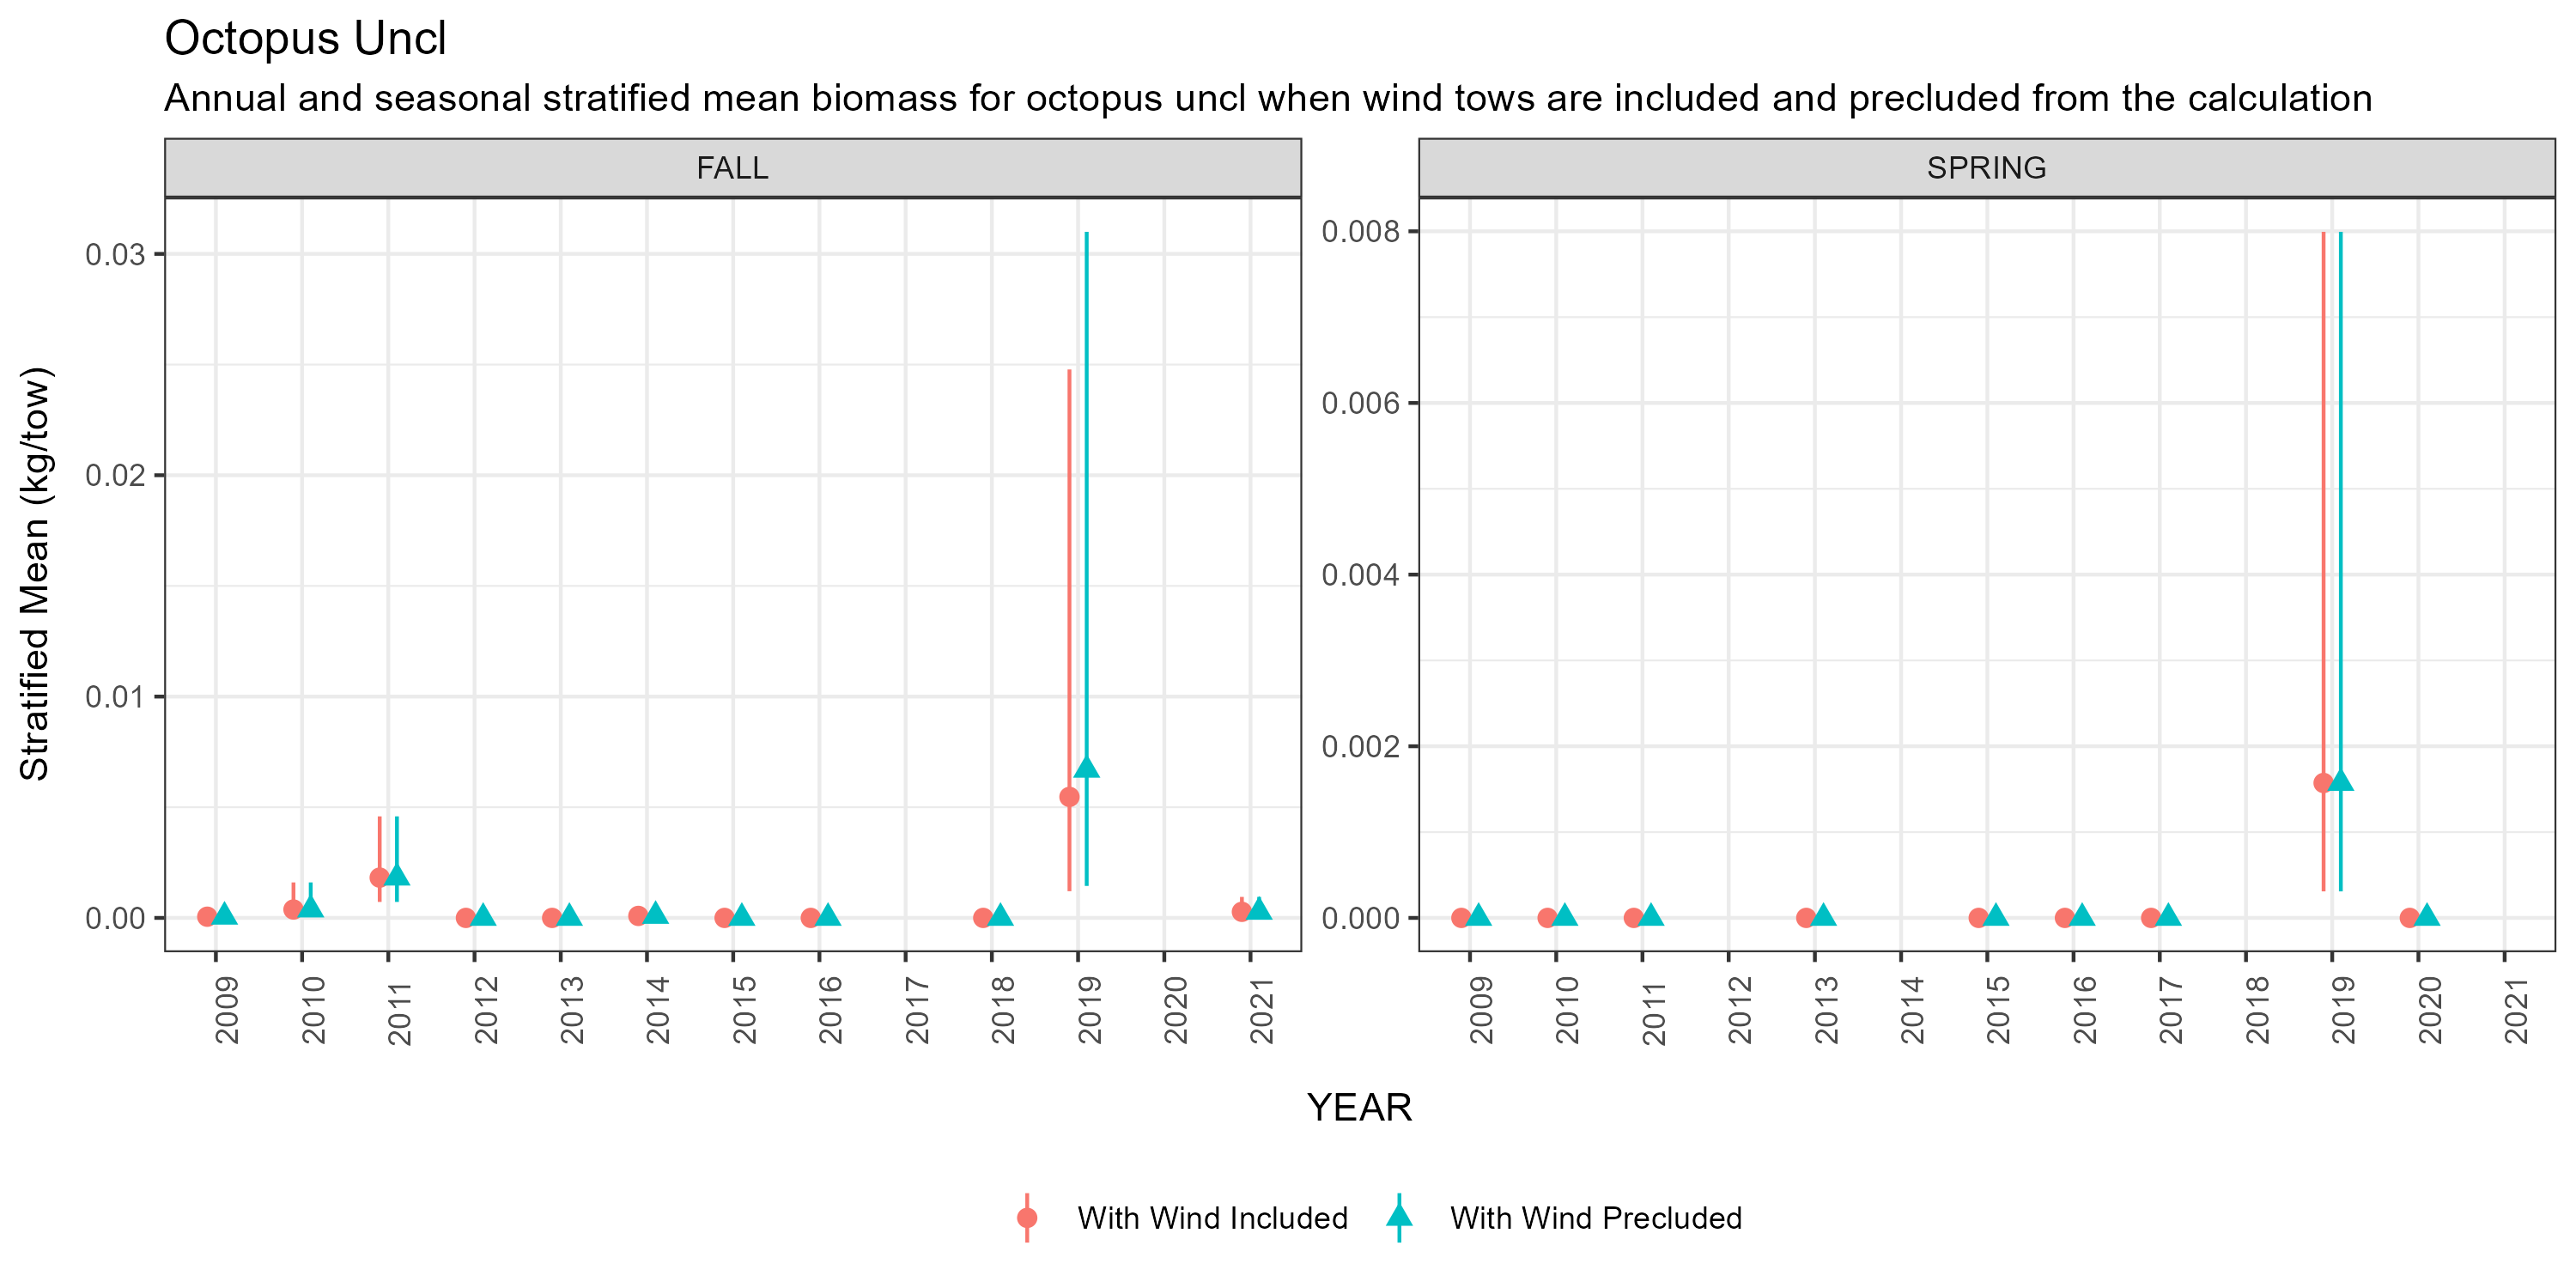 Octopus Uncl
Annual and seasonal stratified mean biomass for octopus uncl when wind tows are included and precluded from the calculation
FALL
SPRING
Stratified Mean (kg/tow)
0.03
0.02
0.01
0.00
0.008
0.006
0.004
0.002
0.000
2009 2010 2011 2012 2013 2014 2015 2016 2017 2018 2019 2020 2021
2009 2010 2011 2012 2013 2014 2015 2016 2017 2018 2019 2020 2021
YEAR
With Wind Included With Wind Precluded